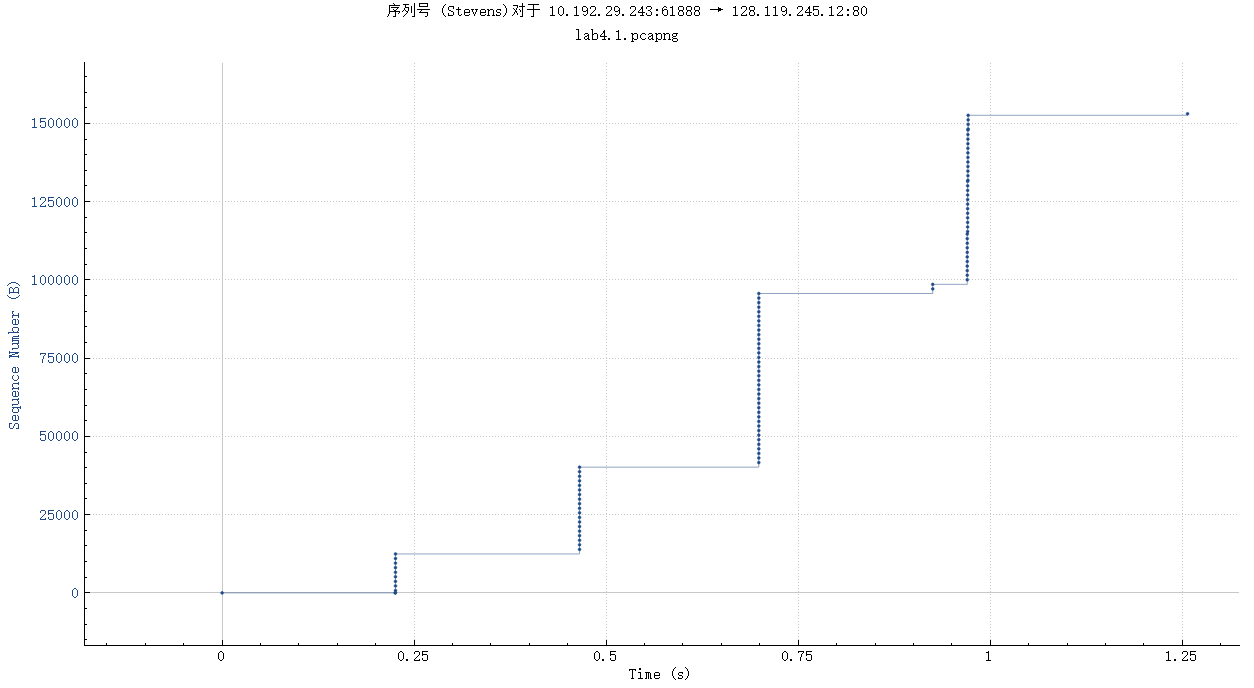 序列号 (Stevens)对于 10.192.29.243:61888 → 128.119.245.12:80
lab4.1.pcapng
Sequence Number (B)
150000
125000
100000
75000
50000
25000
0
0 0.25 0.5 0.75 1 1.25
Time (s)